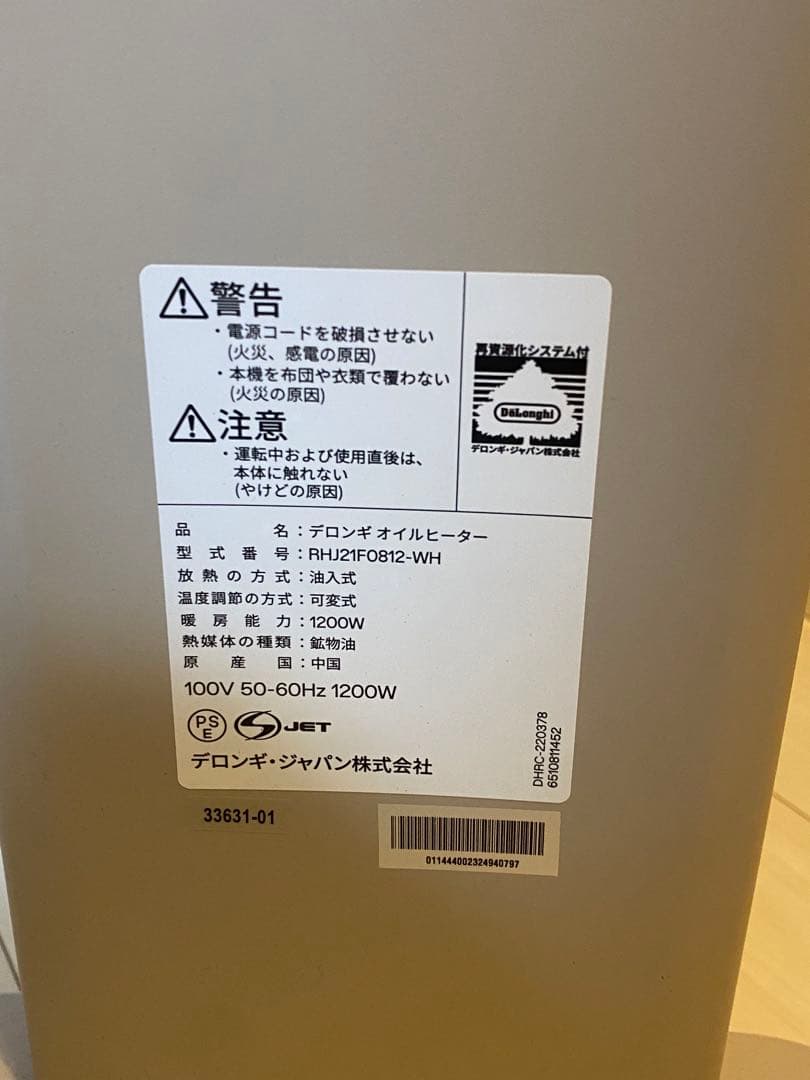 警告
・電源コードを破損させない
(火災、感電の原因)
・本機を布団や衣類で覆わない
(火災の原因)
注意
・運転中および使用直後は、
本体に触れない
(やけどの原因)
再資源化システム付
DeLonghi
デロンギ・ジャパン株式会社
品名：デロンギ オイルヒーター
型式番号：RHJ21F0812-WH
放熱の方式：油入式
温度調節の方式：可変式
暖房能力：1200W
熱媒体の種類：鉱物油
原産国：中国
100V 50-60Hz 1200W
PS
E
JET
デロンギ・ジャパン株式会社
DHRC-220378
6510811452
33631-01
011444002324940797